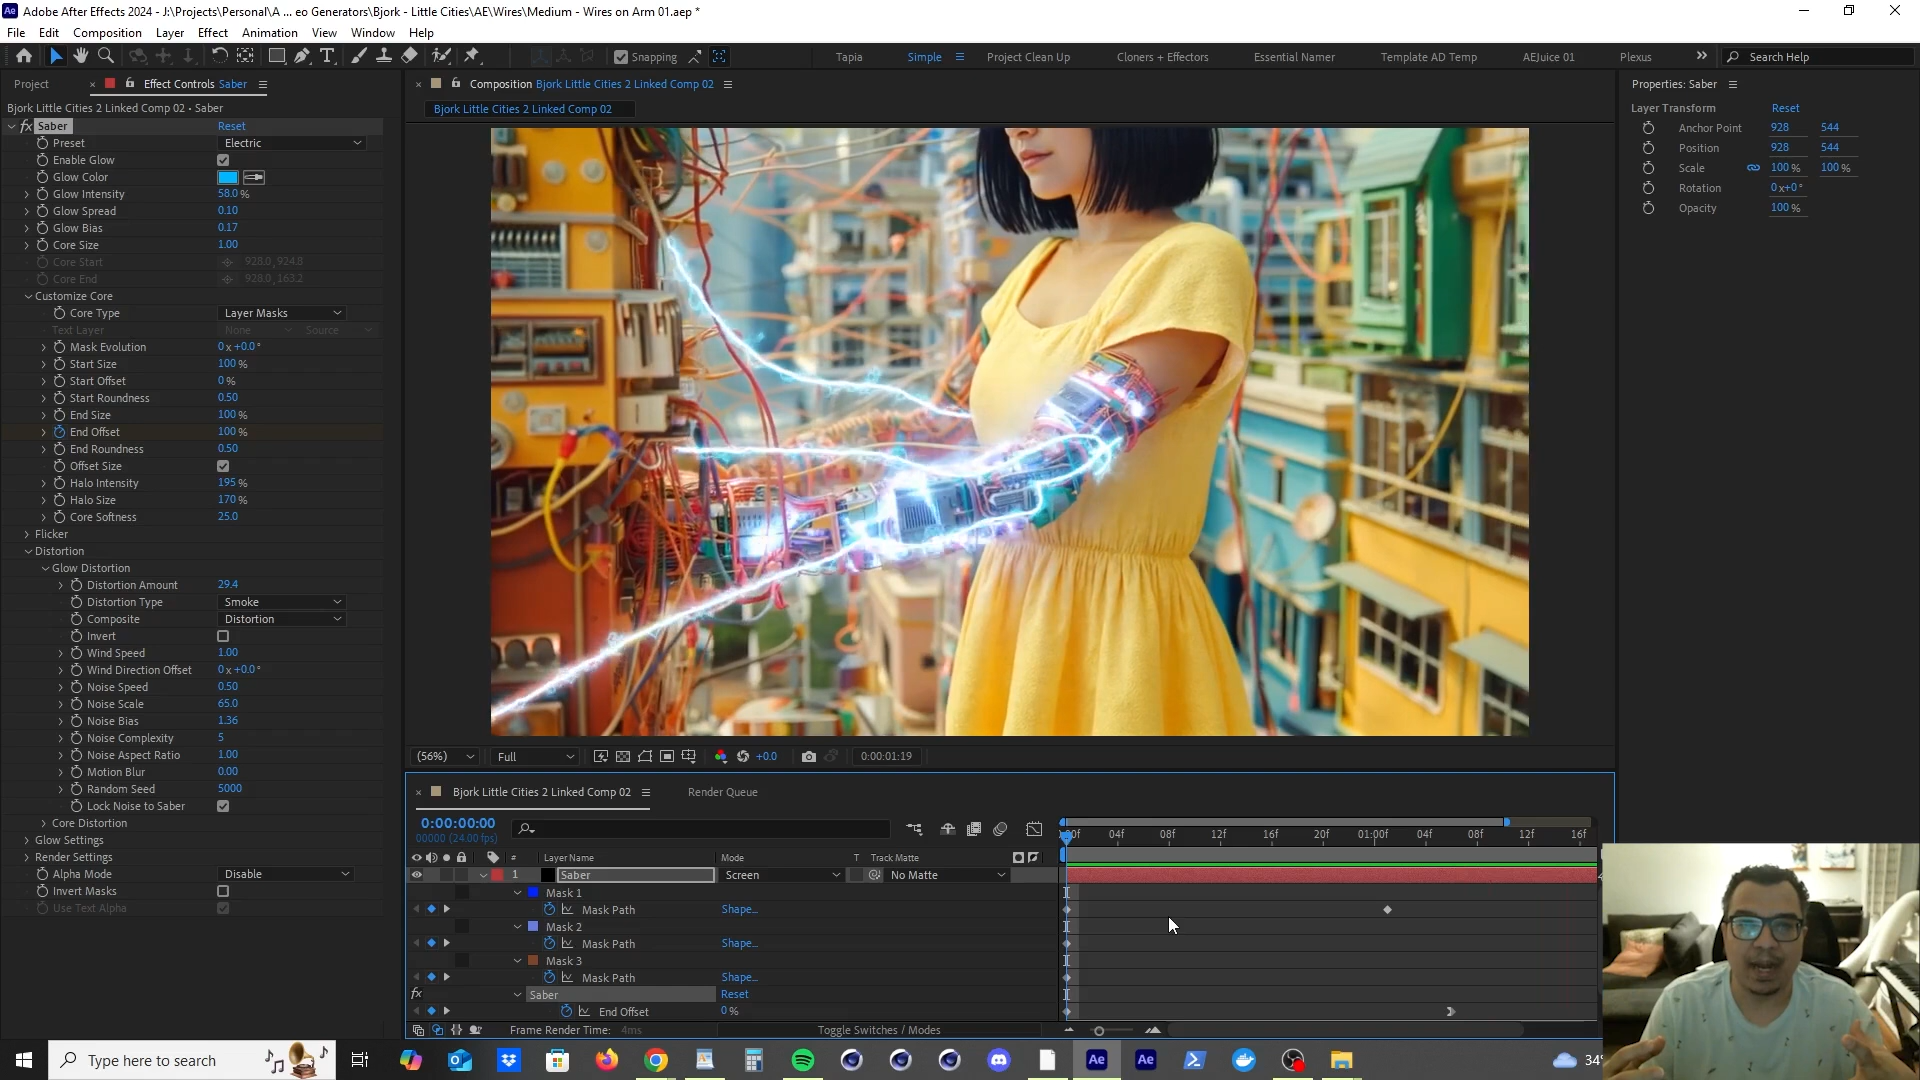 Adobe After Effects 2024 - J:\Projects\Personal\A ... eo Generators\Bjork - Little Cities\AE\Wires\Medium - Wires on Arm 01.aep *
File Edit Composition Layer Effect Animation View Window Help
Snapping Tapia Simple Project Clean Up Cloners + Effectors Essential Namer Template AD Temp AEJuice 01 Plexus Search Help
Project Effect Controls Saber
Bjork Little Cities 2 Linked Comp 02 • Saber
fx Saber Reset
Preset Electric
Enable Glow
Glow Color
Glow Intensity 58.0 %
Glow Spread 0.10
Glow Bias 0.17
Core Size 1.00
Core Start 928.0, 924.8
Core End 928.0, 163.2
Customize Core
Core Type Layer Masks
Text Layer None Source
Mask Evolution 0 x +0.0 °
Start Size 100 %
Start Offset 0 %
Start Roundness 0.50
End Size 100 %
End Offset 100 %
End Roundness 0.50
Offset Size
Halo Intensity 195 %
Halo Size 170 %
Core Softness 25.0
Flicker
Distortion
Glow Distortion
Distortion Amount 29.4
Distortion Type Smoke
Composite Distortion
Invert
Wind Speed 1.00
Wind Direction Offset 0 x +0.0 °
Noise Speed 0.50
Noise Scale 65.0
Noise Bias 1.36
Noise Complexity 5
Noise Aspect Ratio 1.00
Motion Blur 0.00
Random Seed 5000
Lock Noise to Saber
Core Distortion
Glow Settings
Render Settings
Alpha Mode Disable
Invert Masks
Use Text Alpha
Composition Bjork Little Cities 2 Linked Comp 02
Bjork Little Cities 2 Linked Comp 02
(56%) Full +0.0 0:00:01:19
Properties: Saber
Layer Transform Reset
Anchor Point 928 544
Position 928 544
Scale 100 % 100 %
Rotation 0 x+0 °
Opacity 100 %
Bjork Little Cities 2 Linked Comp 02 Render Queue
0:00:00:00
00000 (24.00 fps)
:00f 04f 08f 12f 16f 20f 01:00f 04f 08f 12f 16f
# Layer Name Mode T Track Matte
1 Saber Screen No Matte
Mask 1
Mask Path Shape...
Mask 2
Mask Path Shape...
Mask 3
Mask Path Shape...
fx Saber Reset
End Offset 0 %
Frame Render Time: 4ms Toggle Switches / Modes
Type here to search Ae Ae 34°